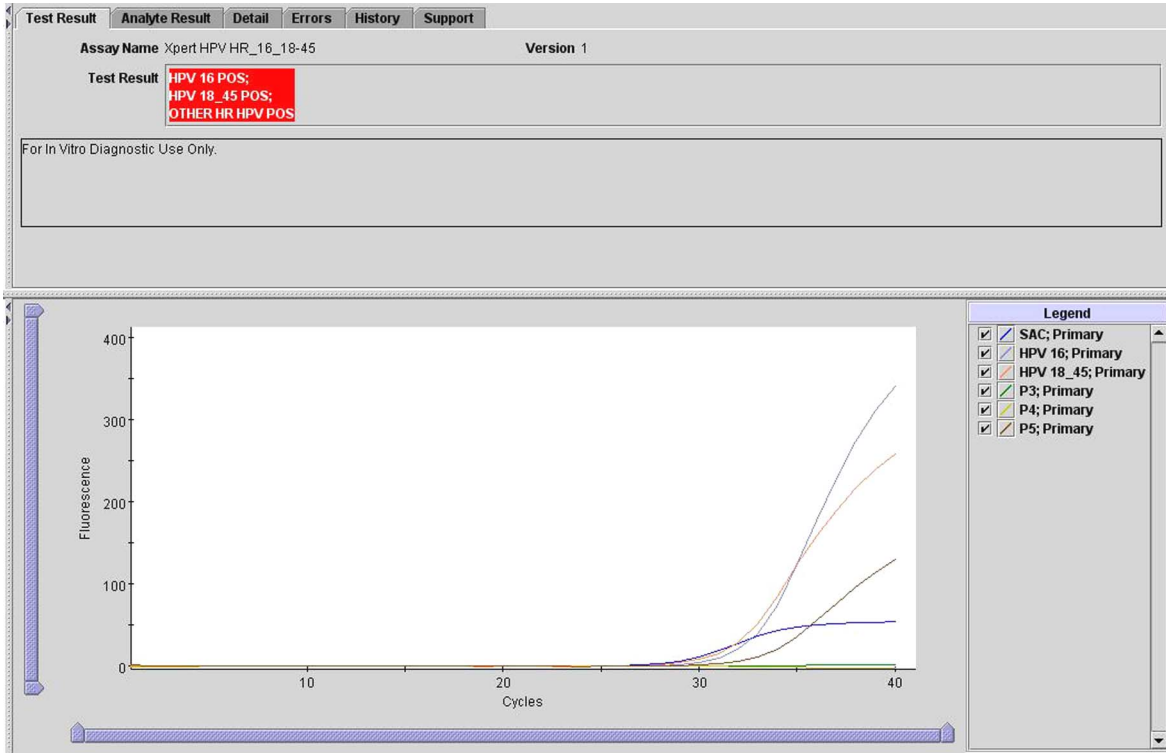 Test Result Analyte Result Detail Errors History Support
Assay Name Xpert HPV HR_16_18-45 Version 1
Test Result HPV 16 POS;
HPV 18_45 POS;
OTHER HR HPV POS
For In Vitro Diagnostic Use Only.
Legend
SAC; Primary
HPV 16; Primary
HPV 18_45; Primary
P3; Primary
P4; Primary
P5; Primary
400
300
200
100
0
Fluorescence
10 20 30 40
Cycles